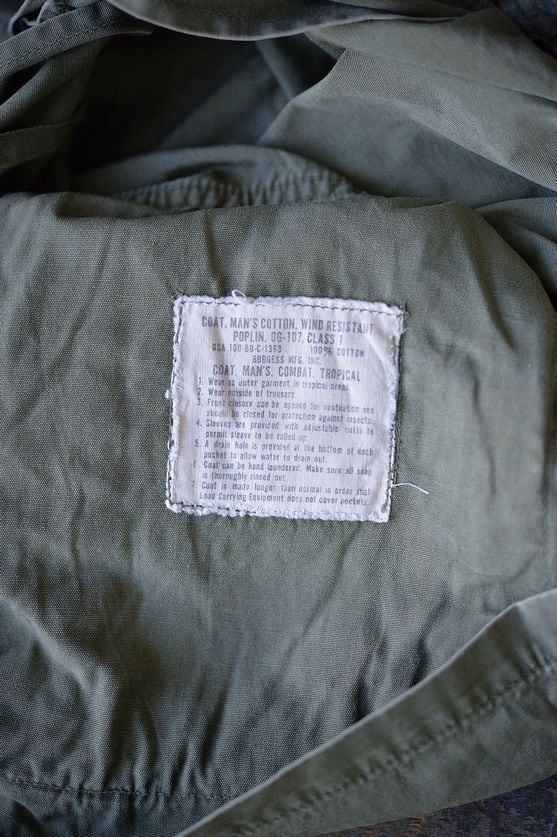 COAT, MAN'S COTTON, WIND RESISTANT
POPLIN, OG-107, CLASS 1
DSA 100-69-C-1363 100% COTTON
BURGESS MFG. INC.
COAT, MAN'S, COMBAT, TROPICAL
1. Wear as outer garment in tropical areas.
2. Wear outside of trousers.
3. Front closure can be opened for ventilation and
should be closed for protection against insects.
4. Sleeves are provided with adjustable cuffs to
permit sleeve to be rolled up.
5. A drain hole is provided at the bottom of each
pocket to allow water to drain out.
6. Coat can be hand laundered. Make sure all soap
is thoroughly rinsed out.
7. Coat is made longer than normal in order that
Load Carrying Equipment does not cover pockets.